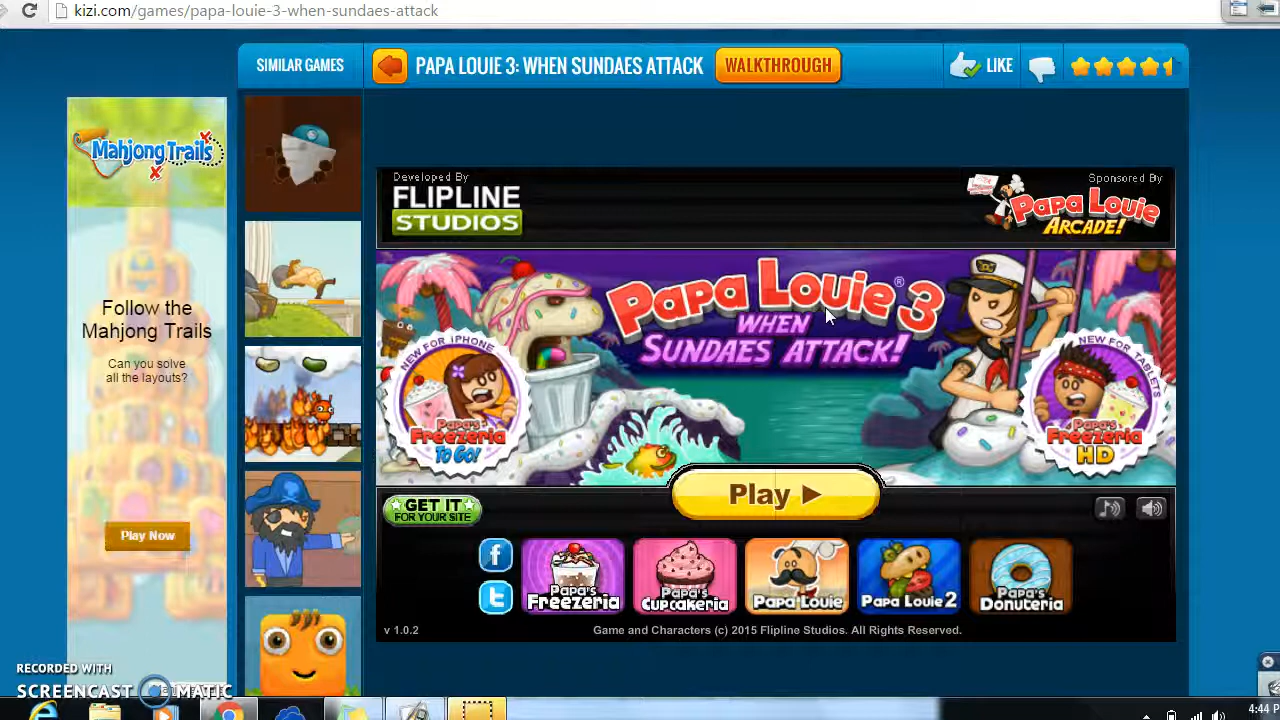 kizi.com/games/papa-louie-3-when-sundaes-attack
SIMILAR GAMES
PAPA LOUIE 3: WHEN SUNDAES ATTACK
WALKTHROUGH
LIKE
Mahjong Trails
Follow the
Mahjong Trails
Can you solve
all the layouts?
Play Now
Developed By
FLIPLINE
STUDIOS
Sponsored By
Papa Louie
ARCADE!
Papa Louie® 3
WHEN
SUNDAES ATTACK!
NEW FOR IPHONE
Papa's
Freezeria
TO GO!
NEW FOR TABLETS
Papa's
Freezeria
HD
Play
GET IT
FOR YOUR SITE
f
t
Papa's
Freezeria
Papa's
Cupcakeria
Papa Louie
Papa Louie 2
Papa's
Donuteria
v 1.0.2
Game and Characters (c) 2015 Flipline Studios. All Rights Reserved.
RECORDED WITH
SCREENCAST MATIC
4:44 P